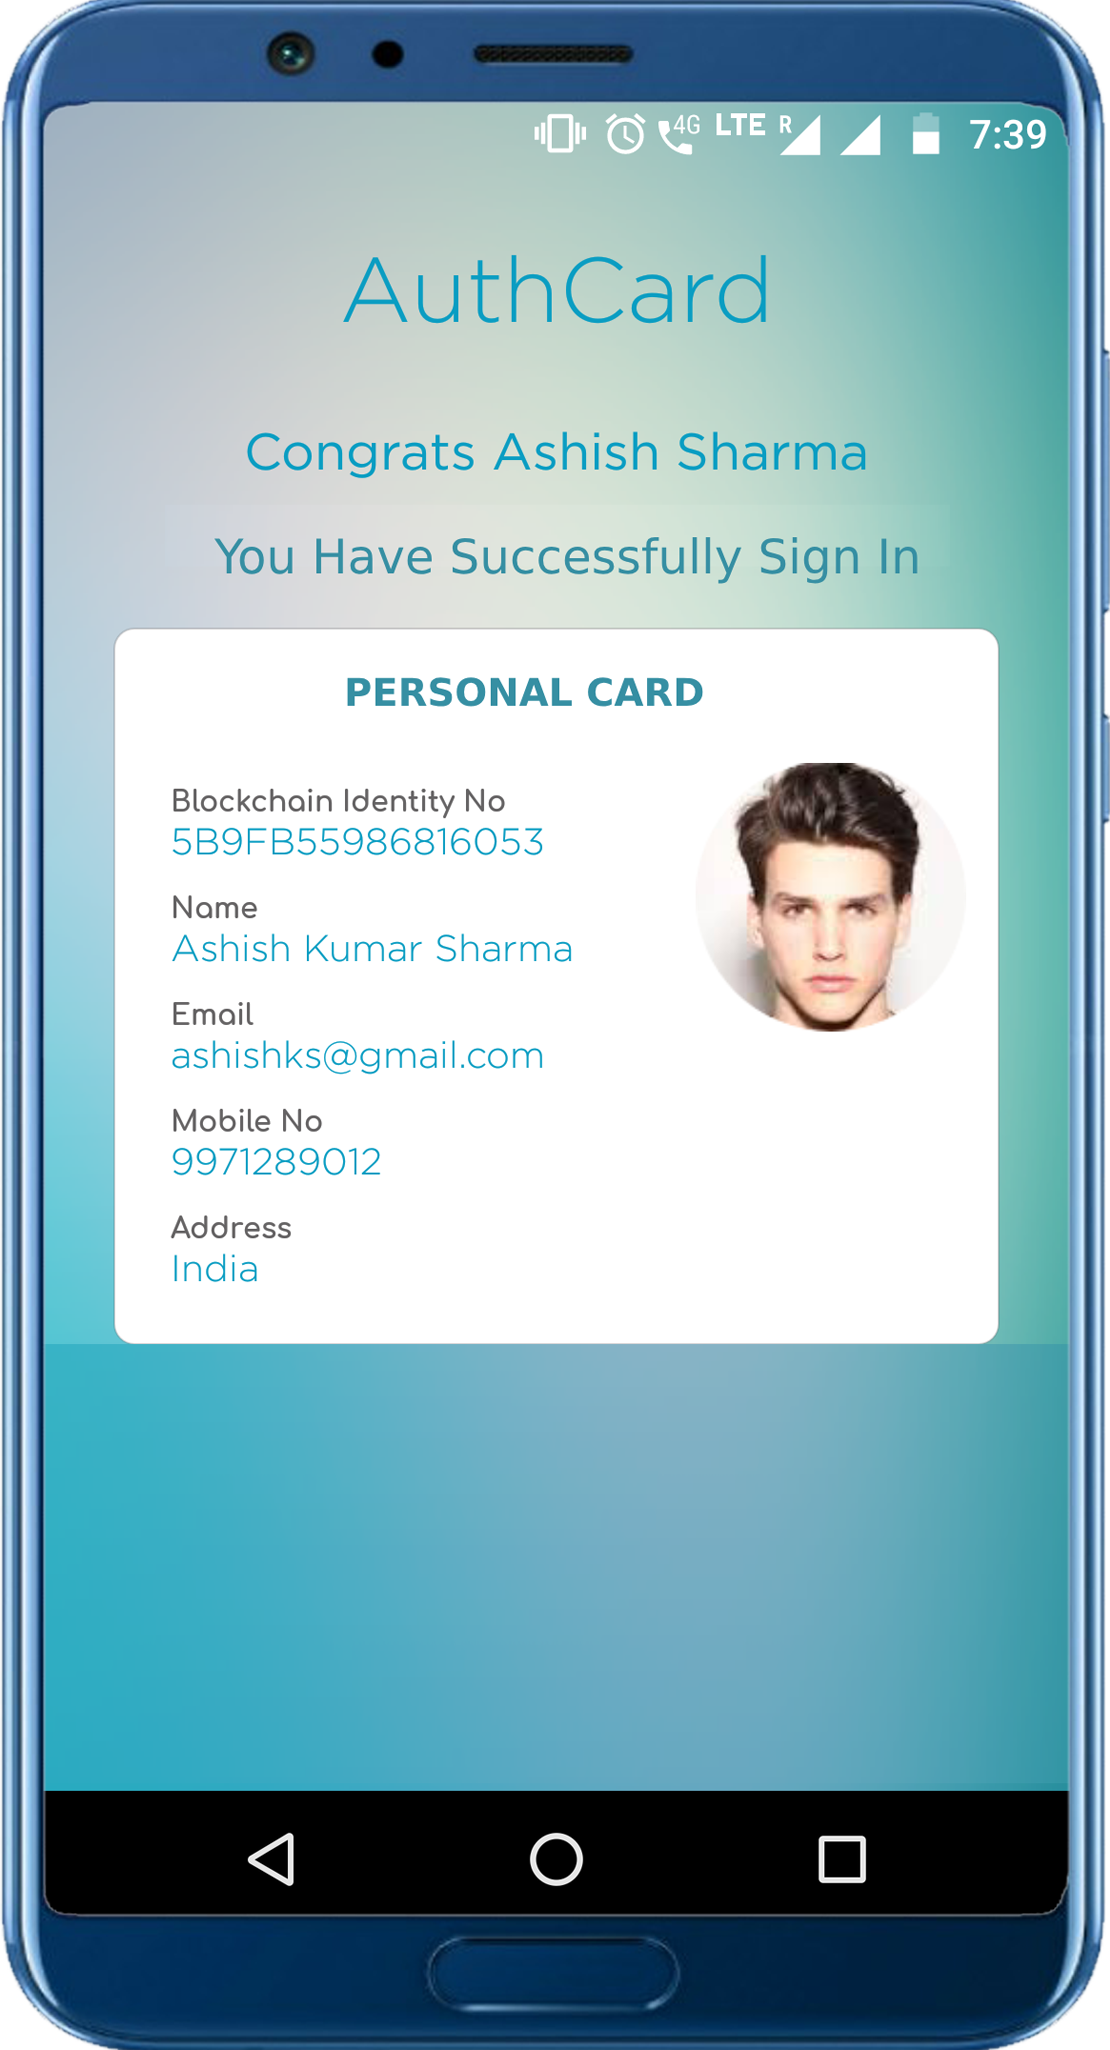 4G LTE R 7:39
AuthCard
Congrats Ashish Sharma
You Have Successfully Sign In
PERSONAL CARD
Blockchain Identity No
5B9FB55986816053
Name
Ashish Kumar Sharma
Email
ashishks@gmail.com
Mobile No
9971289012
Address
India